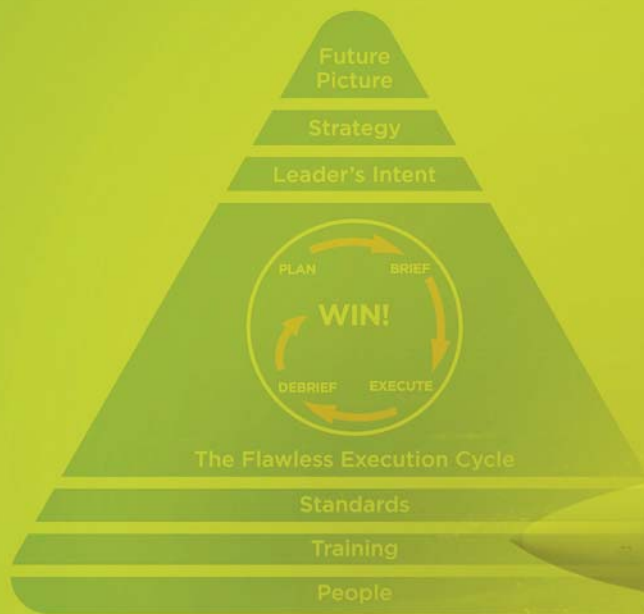 Future
Picture
Strategy
Leader's Intent
PLAN
BRIEF
WIN!
DEBRIEF
EXECUTE
The Flawless Execution Cycle
Standards
Training
People